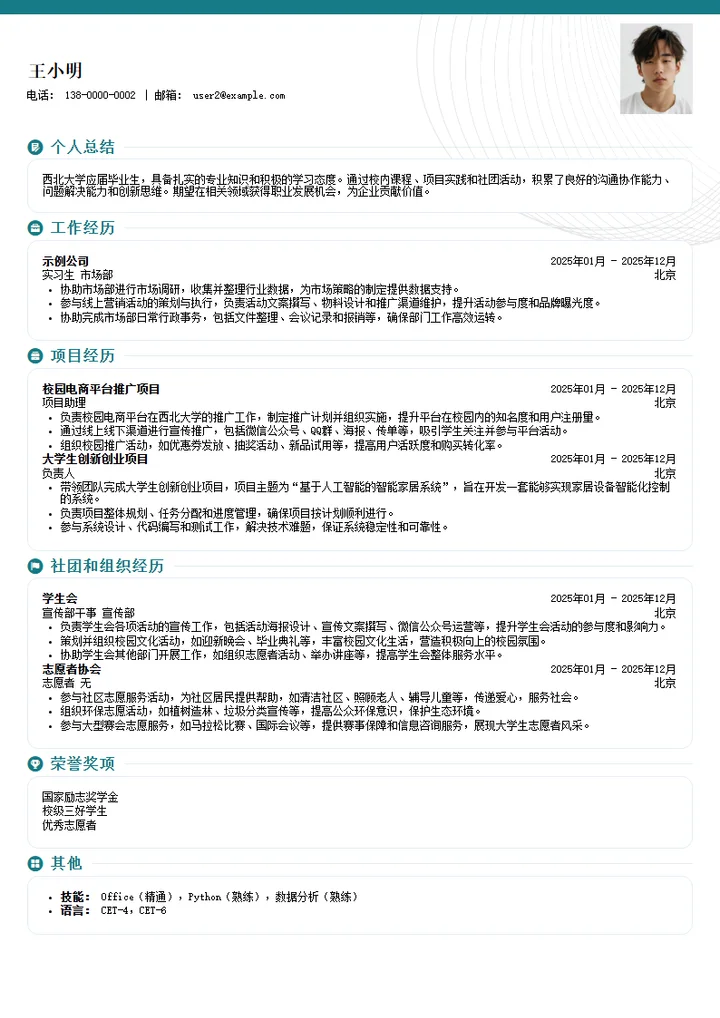 王小明
电话： 138-0000-0002 | 邮箱： user2@example.com
个人总结
西北大学应届毕业生，具备扎实的专业知识和积极的学习态度。通过校内课程、项目实践和社团活动，积累了良好的沟通协作能力、
问题解决能力和创新思维。期望在相关领域获得职业发展机会，为企业贡献价值。
工作经历
示例公司 2025年01月 - 2025年12月
实习生 市场部 北京
• 协助市场部进行市场调研，收集并整理行业数据，为市场策略的制定提供数据支持。
• 参与线上营销活动的策划与执行，负责活动文案撰写、物料设计和推广渠道维护，提升活动参与度和品牌曝光度。
• 协助完成市场部日常行政事务，包括文件整理、会议记录和报销等，确保部门工作高效运转。
项目经历
校园电商平台推广项目 2025年01月 - 2025年12月
项目助理 北京
• 负责校园电商平台在西北大学的推广工作，制定推广计划并组织实施，提升平台在校园内的知名度和用户注册量。
• 通过线上线下渠道进行宣传推广，包括微信公众号、QQ群、海报、传单等，吸引学生关注并参与平台活动。
• 组织校园推广活动，如优惠券发放、抽奖活动、新品试用等，提高用户活跃度和购买转化率。
大学生创新创业项目 2025年01月 - 2025年12月
负责人 北京
• 带领团队完成大学生创新创业项目，项目主题为“基于人工智能的智能家居系统”，旨在开发一套能够实现家居设备智能化控制
的系统。
• 负责项目整体规划、任务分配和进度管理，确保项目按计划顺利进行。
• 参与系统设计、代码编写和测试工作，解决技术难题，保证系统稳定性和可靠性。
社团和组织经历
学生会 2025年01月 - 2025年12月
宣传部干事 宣传部 北京
• 负责学生会各项活动的宣传工作，包括活动海报设计、宣传文案撰写、微信公众号运营等，提升学生会活动的参与度和影响力。
• 策划并组织校园文化活动，如迎新晚会、毕业典礼等，丰富校园文化生活，营造积极向上的校园氛围。
• 协助学生会其他部门开展工作，如组织志愿者活动、举办讲座等，提高学生会整体服务水平。
志愿者协会 2025年01月 - 2025年12月
志愿者 无 北京
• 参与社区志愿服务活动，为社区居民提供帮助，如清洁社区、照顾老人、辅导儿童等，传递爱心，服务社会。
• 组织环保志愿活动，如植树造林、垃圾分类宣传等，提高公众环保意识，保护生态环境。
• 参与大型赛会志愿服务，如马拉松比赛、国际会议等，提供赛事保障和信息咨询服务，展现大学生志愿者风采。
荣誉奖项
国家励志奖学金
校级三好学生
优秀志愿者
其他
• 技能： Office（精通），Python（熟练），数据分析（熟练）
• 语言： CET-4，CET-6